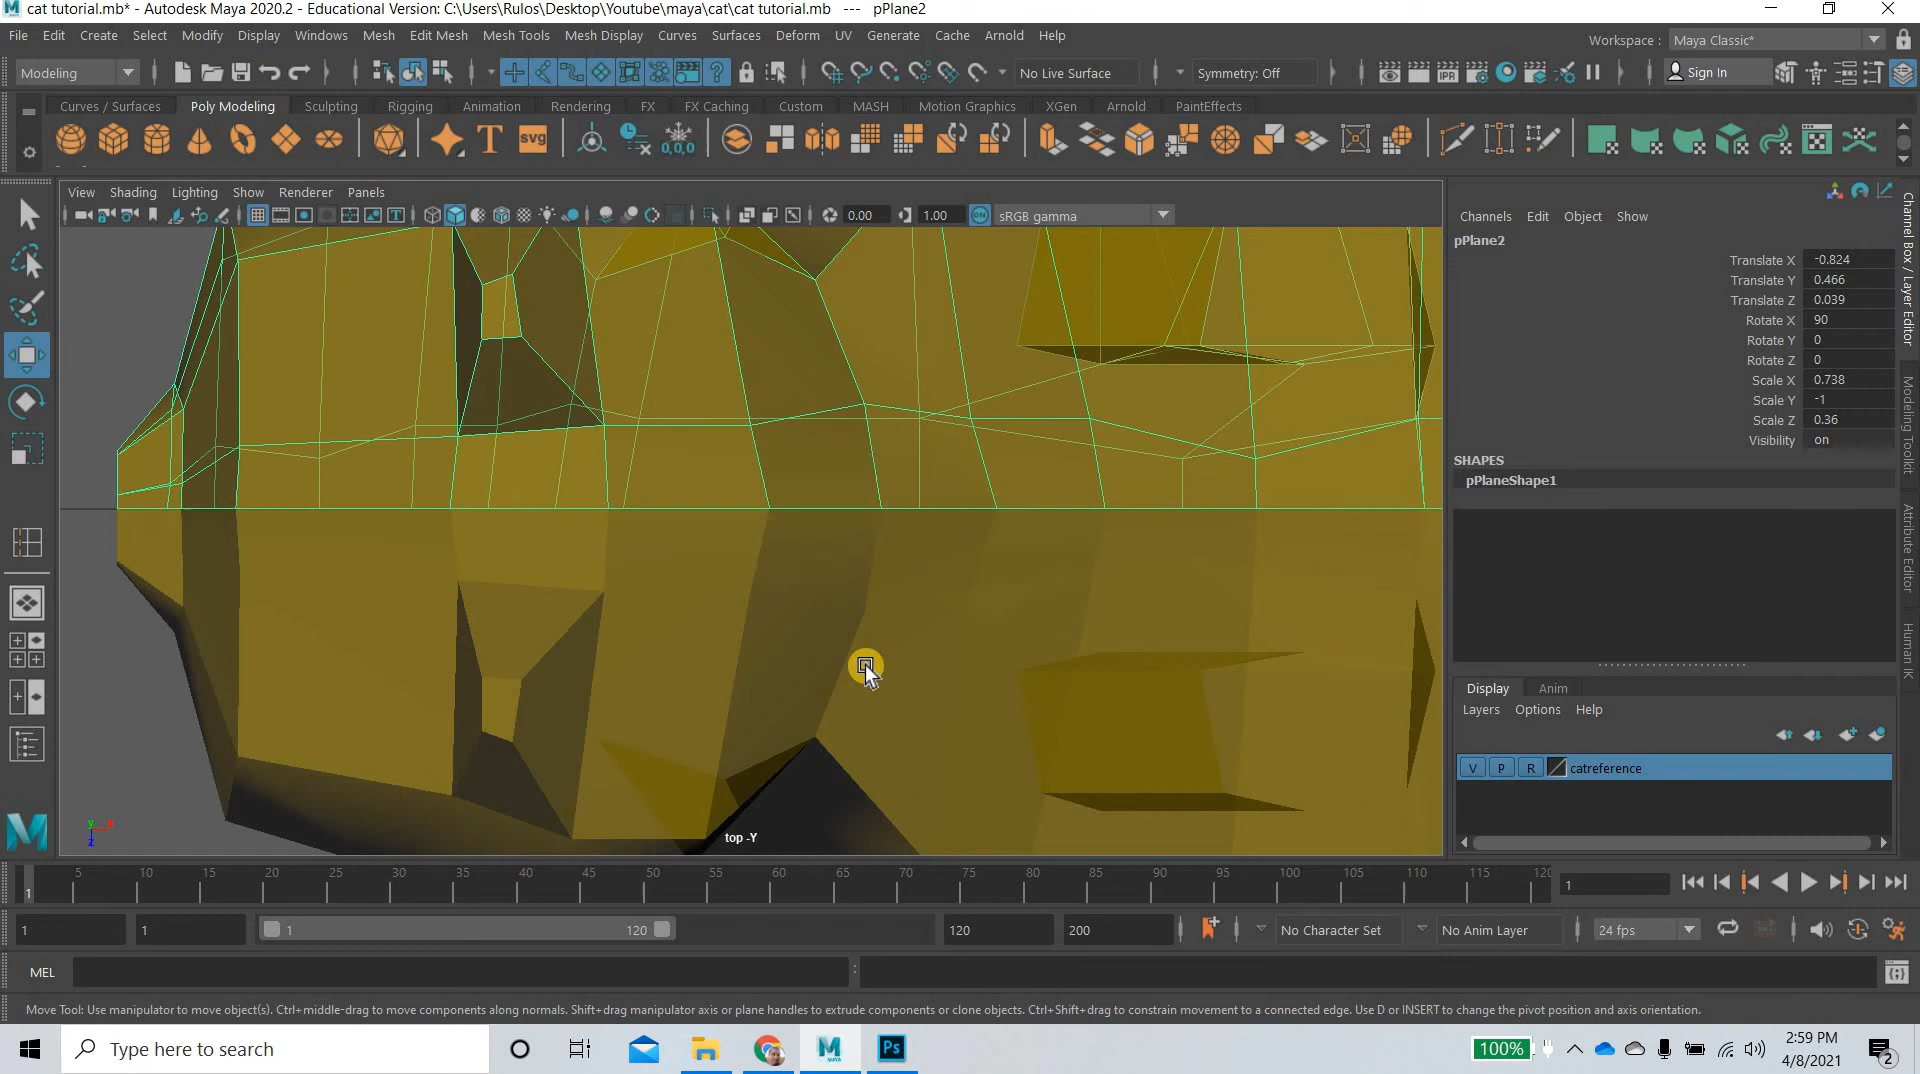 cat tutorial.mb* - Autodesk Maya 2020.2 - Educational Version: C:\Users\Rulos\Desktop\Youtube\maya\cat\cat tutorial.mb --- pPlane2
File Edit Create Select Modify Display Windows Mesh Edit Mesh Mesh Tools Mesh Display Curves Surfaces Deform UV Generate Cache Arnold Help
Workspace : Maya Classic*
Modeling No Live Surface Symmetry: Off IPR Sign In
Curves / Surfaces Poly Modeling Sculpting Rigging Animation Rendering FX FX Caching Custom MASH Motion Graphics XGen Arnold PaintEffects
T svg 0,0,0
View Shading Lighting Show Renderer Panels
0.00 1.00 ON sRGB gamma
Channels Edit Object Show
pPlane2
Translate X -0.824
Translate Y 0.466
Translate Z 0.039
Rotate X 90
Rotate Y 0
Rotate Z 0
Scale X 0.738
Scale Y -1
Scale Z 0.36
Visibility on
SHAPES
pPlaneShape1
Channel Box / Layer Editor
Modeling Toolkit
Attribute Editor
Human IK
Display Anim
Layers Options Help
V P R catreference
y x
z
top -Y
1 5 10 15 20 25 30 35 40 45 50 55 60 65 70 75 80 85 90 95 100 105 110 115 120 1
1 1 1 120 120 200 No Character Set No Anim Layer 24 fps
MEL
Move Tool: Use manipulator to move object(s). Ctrl+middle-drag to move components along normals. Shift+drag manipulator axis or plane handles to extrude components or clone objects. Ctrl+Shift+drag to constrain movement to a connected edge. Use D or INSERT to change the pivot position and axis orientation.
Type here to search
MAYA Ps
100%
2:59 PM
4/8/2021
2